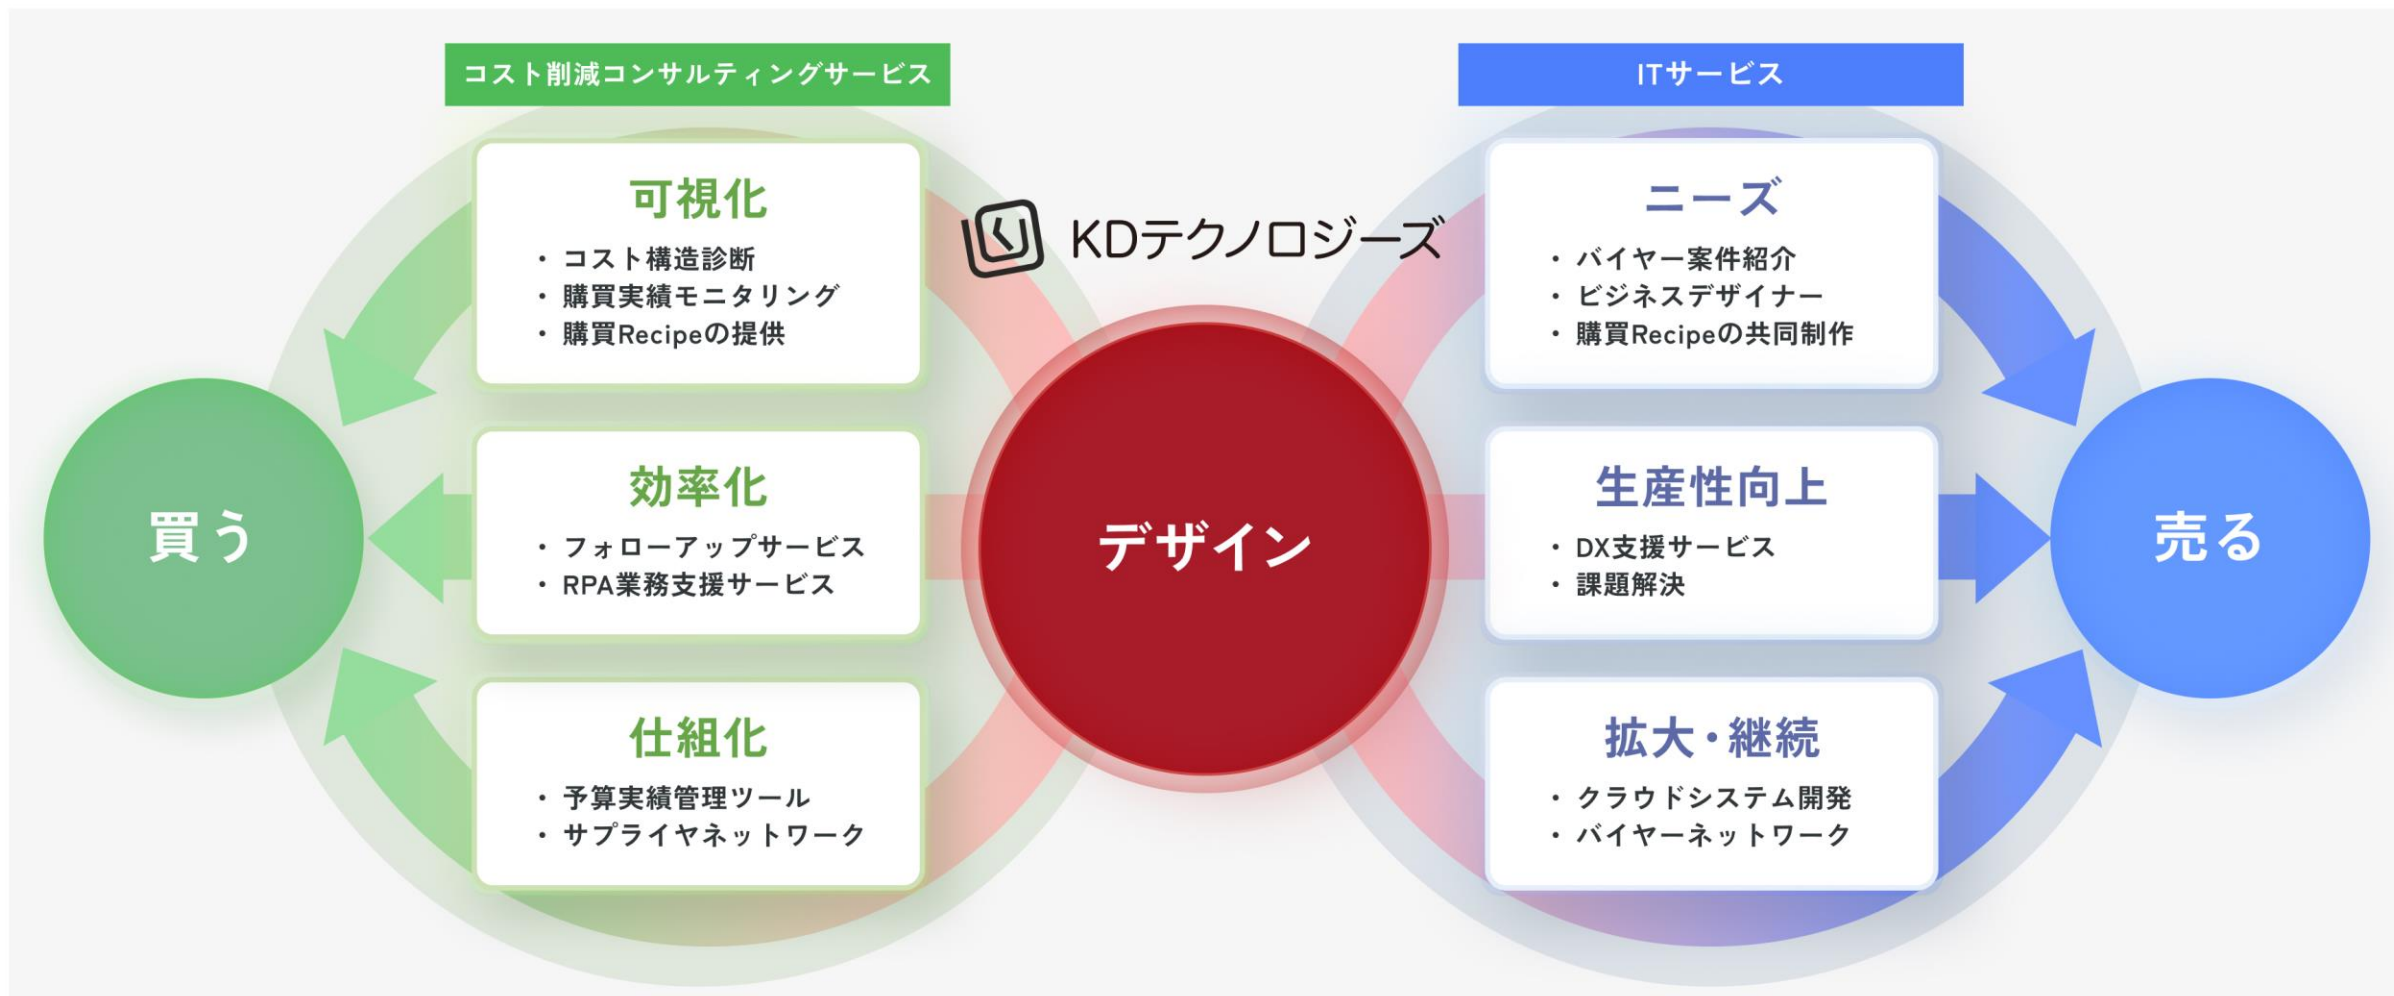 コスト削減コンサルティングサービス
ITサービス
KDテクノロジーズ
買う
可視化
・コスト構造診断
・購買実績モニタリング
・購買Recipeの提供
効率化
・フォローアップサービス
・RPA業務支援サービス
仕組化
・予算実績管理ツール
・サプライヤネットワーク
デザイン
ニーズ
・バイヤー案件紹介
・ビジネスデザイナー
・購買Recipeの共同制作
生産性向上
・DX支援サービス
・課題解決
拡大・継続
・クラウドシステム開発
・バイヤーネットワーク
売る